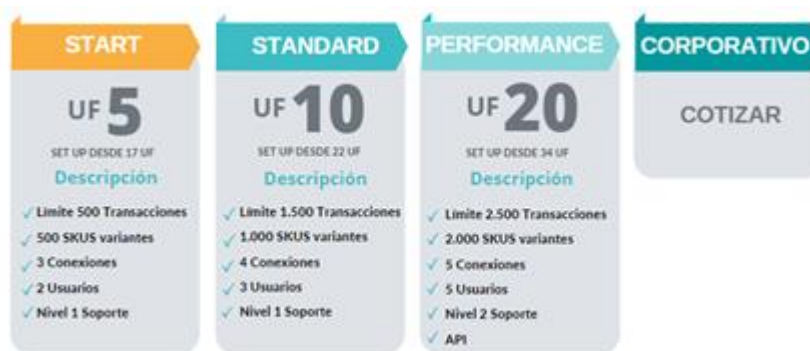 START
UF 5
SET UP DESDE 17 UF
Descripción
Límite 500 Transacciones
500 SKUS variantes
3 Conexiones
2 Usuarios
Nivel 1 Soporte
STANDARD
UF 10
SET UP DESDE 22 UF
Descripción
Límite 1.500 Transacciones
1.000 SKUS variantes
4 Conexiones
3 Usuarios
Nivel 1 Soporte
PERFORMANCE
UF 20
SET UP DESDE 34 UF
Descripción
Límite 2.500 Transacciones
2.000 SKUS variantes
5 Conexiones
5 Usuarios
Nivel 2 Soporte
API
CORPORATIVO
COTIZAR